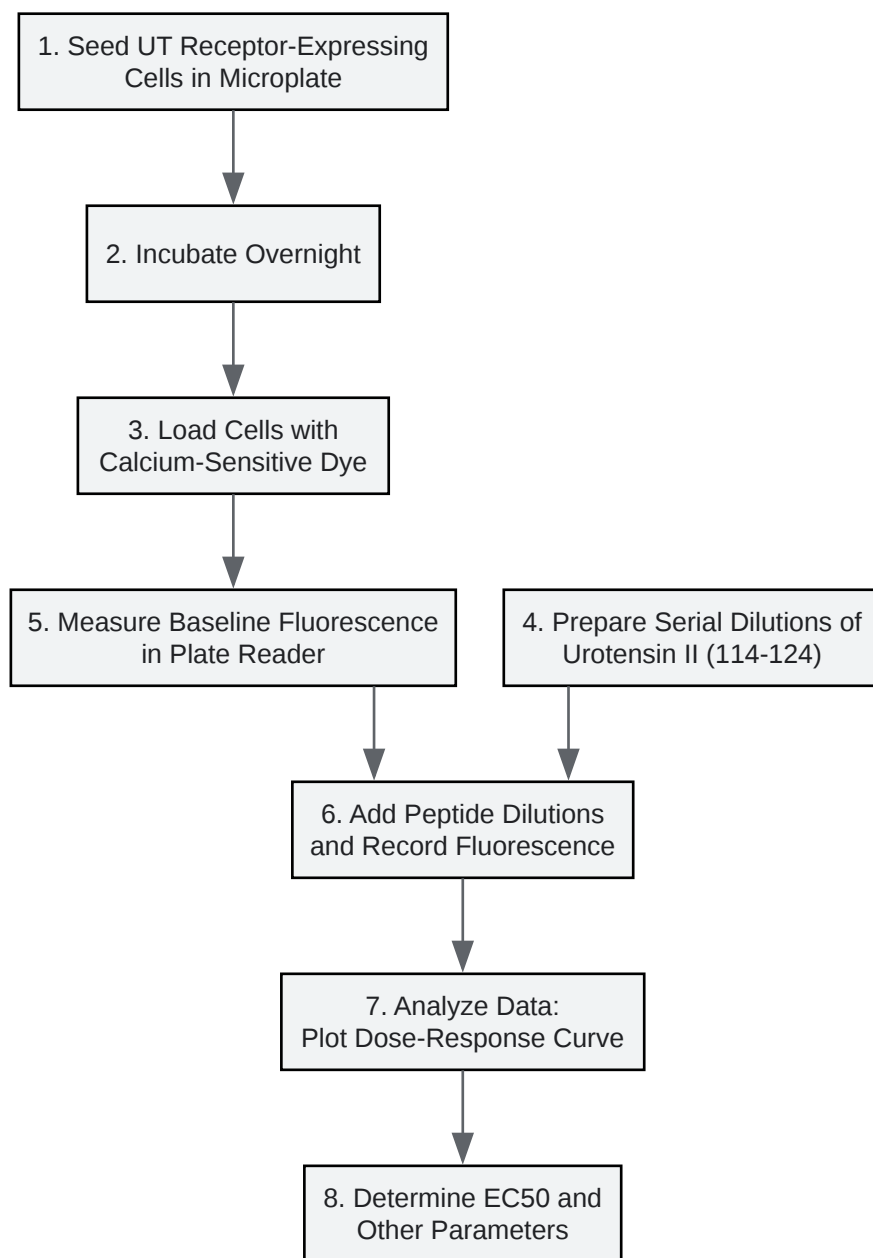 1. Seed UT Receptor-Expressing
Cells in Microplate
2. Incubate Overnight
3. Load Cells with
Calcium-Sensitive Dye
5. Measure Baseline Fluorescence
in Plate Reader
4. Prepare Serial Dilutions of
Urotensin II (114-124)
6. Add Peptide Dilutions
and Record Fluorescence
7. Analyze Data:
Plot Dose-Response Curve
8. Determine EC50 and
Other Parameters